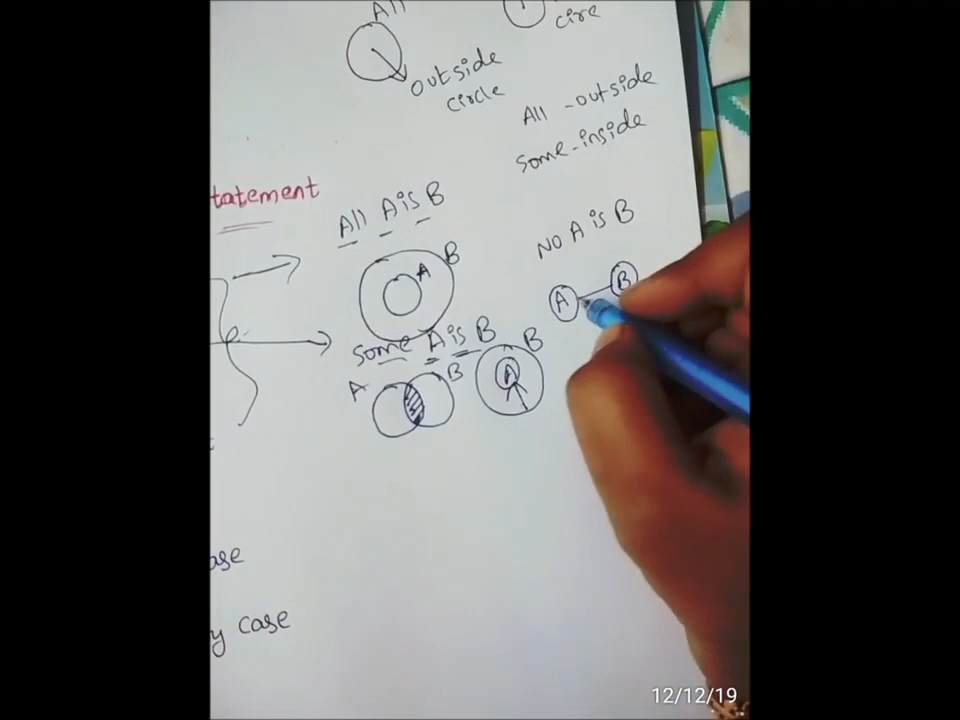 All
outside
circle
circe
All - outside
some - inside
tatement
All A is B
B
A
No A is B
A
B
some A is B
A
B
B
A
ase
y case
12/12/19